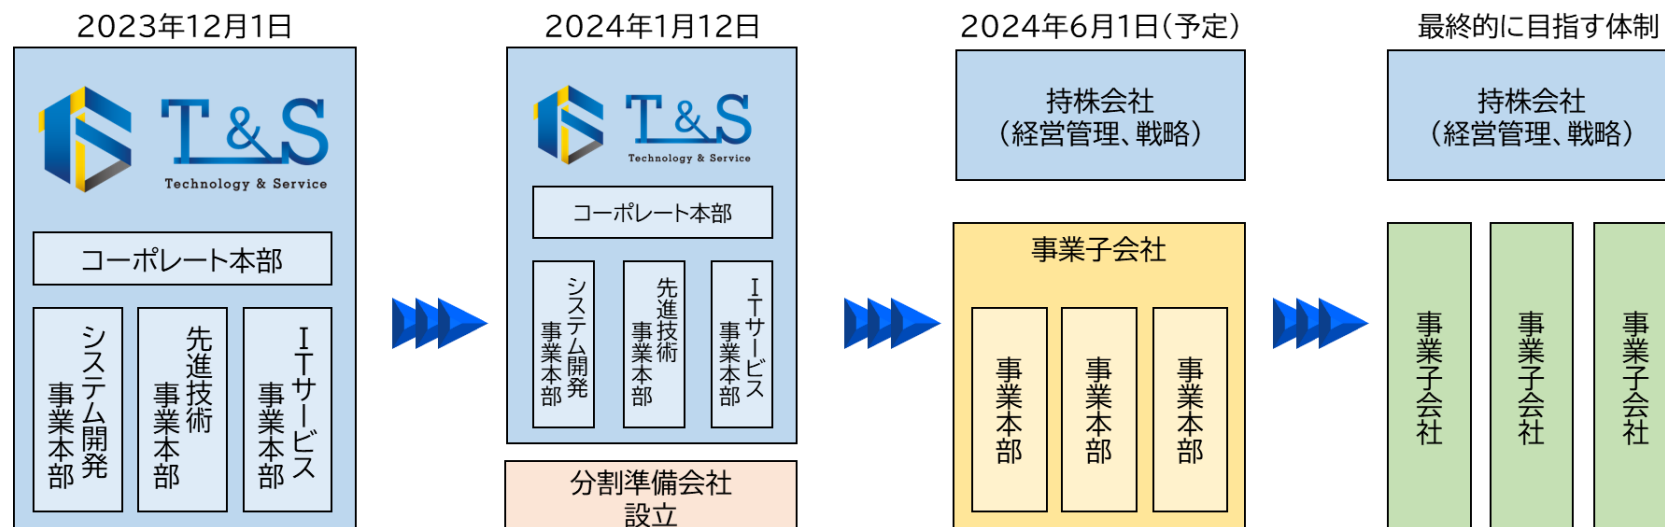 2023年12月1日
T&S
Technology & Service
コーポレート本部
システム開発
事業本部
先進技術
事業本部
ITサービス
事業本部
2024年1月12日
T&S
Technology & Service
コーポレート本部
システム開発
事業本部
先進技術
事業本部
ITサービス
事業本部
分割準備会社
設立
2024年6月1日(予定)
持株会社
(経営管理、戦略)
事業子会社
事業本部
事業本部
事業本部
最終的に目指す体制
持株会社
(経営管理、戦略)
事業子会社
事業子会社
事業子会社